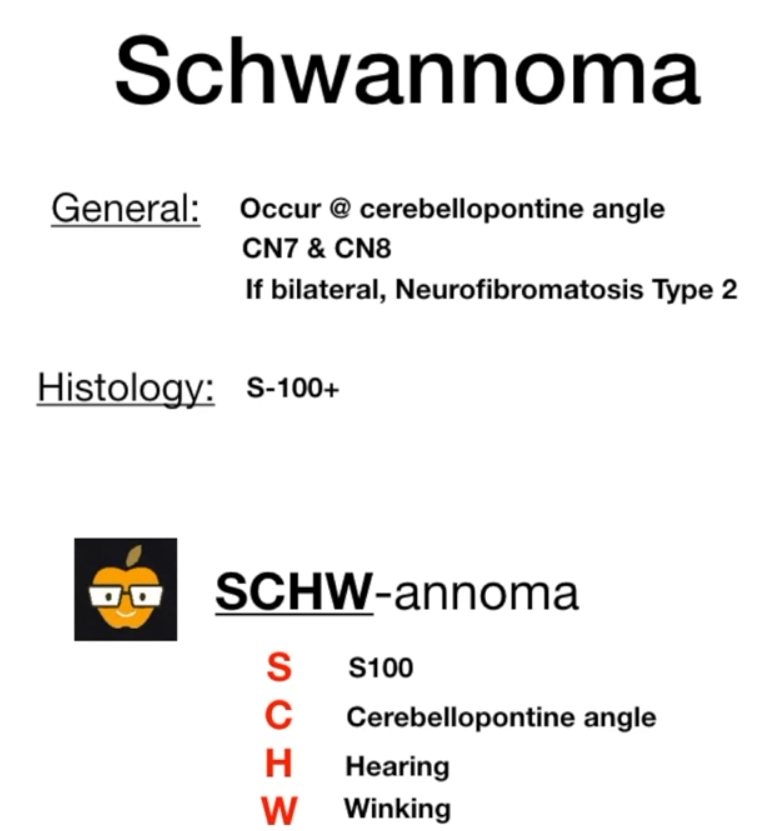 Schwannoma
General: Occur @ cerebellopontine angle
CN7 & CN8
If bilateral, Neurofibromatosis Type 2
Histology: S-100+
SCHW-annoma
S S100
C Cerebellopontine angle
H Hearing
W Winking